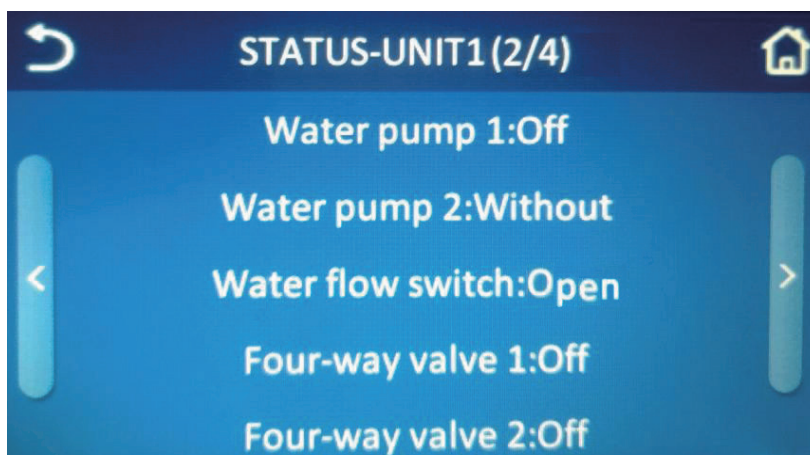 STATUS-UNIT1(2/4)
Water pump 1:Off
Water pump 2:Without
Water flow switch:Open
Four-way valve 1:Off
Four-way valve 2:Off